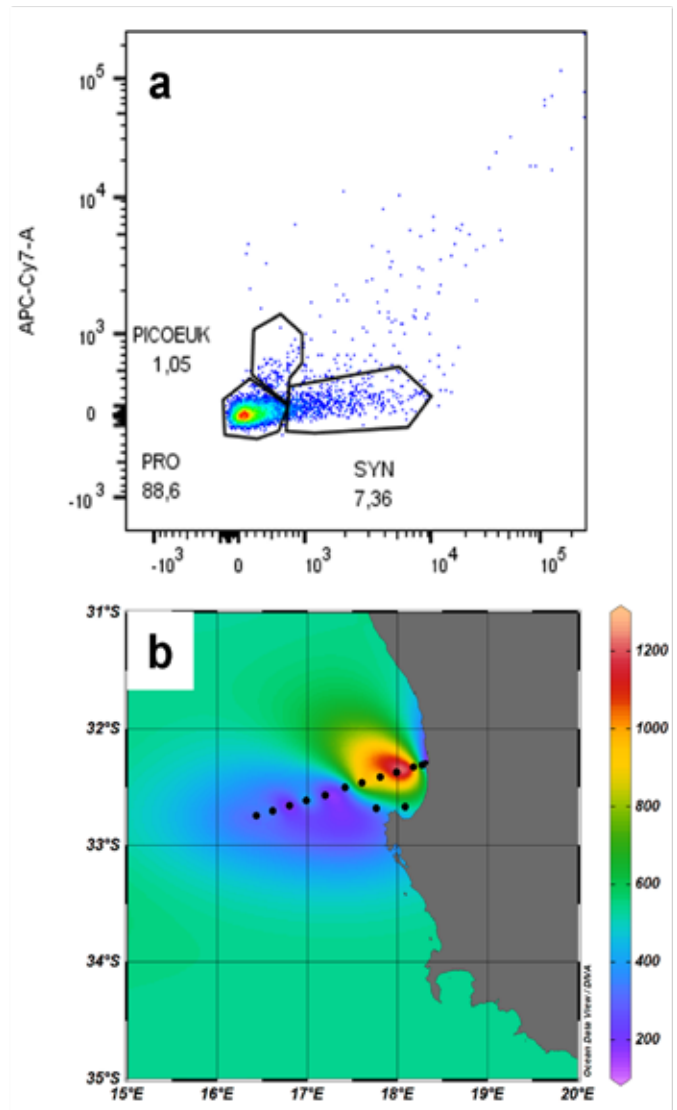 a
10^5
10^4
APC-Cy7-A
10^3
PICOEUK
1,05
0
PRO
88,6
SYN
7,36
-10^3
-10^3 0 10^3 10^4 10^5
31°S
b
1200
32°S
1000
800
33°S
600
34°S
400
200
35°S
15°E 16°E 17°E 18°E 19°E 20°E
Ocean Data View / DIVA